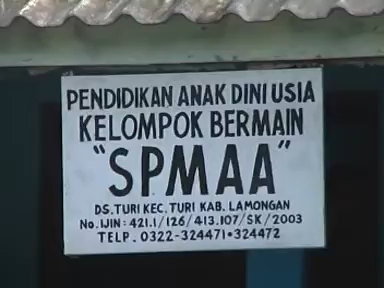 PENDIDIKAN ANAK DINI USIA
KELOMPOK BERMAIN
"SPMAA"
DS. TURI KEC. TURI KAB. LAMONGAN
No. IJIN: 421.1/126/413.107/SK/2003
TELP. 0322-324471•324472